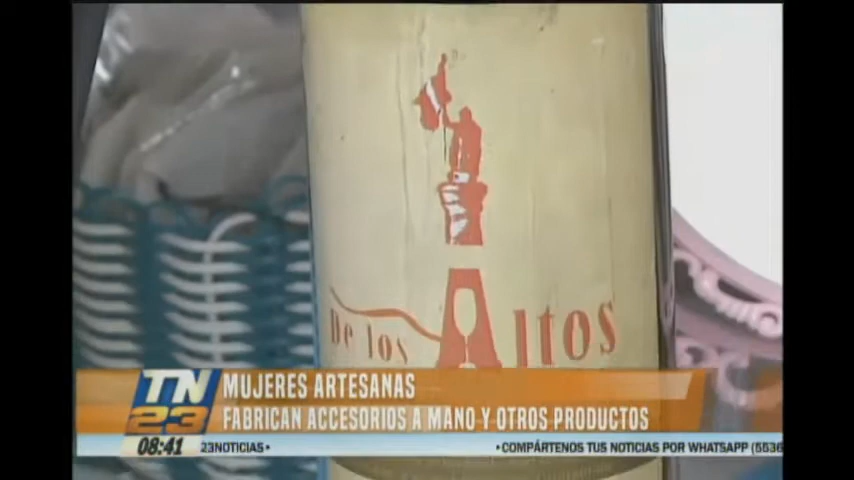 De los Altos
TN
23
MUJERES ARTESANAS
FABRICAN ACCESORIOS A MANO Y OTROS PRODUCTOS
08:41
23NOTICIAS•
•COMPÁRTENOS TUS NOTICIAS POR WHATSAPP (5536